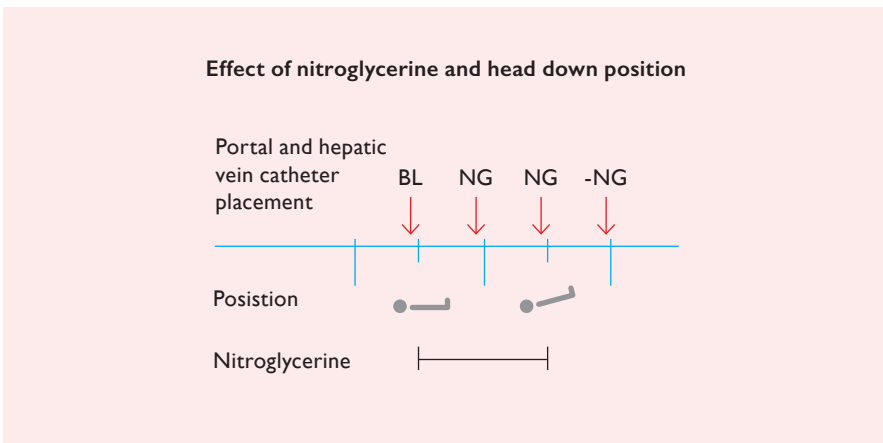 Effect of nitroglycerine and head down position
Portal and hepatic
vein catheter
placement
BL NG NG -NG
Posistion
Nitroglycerine